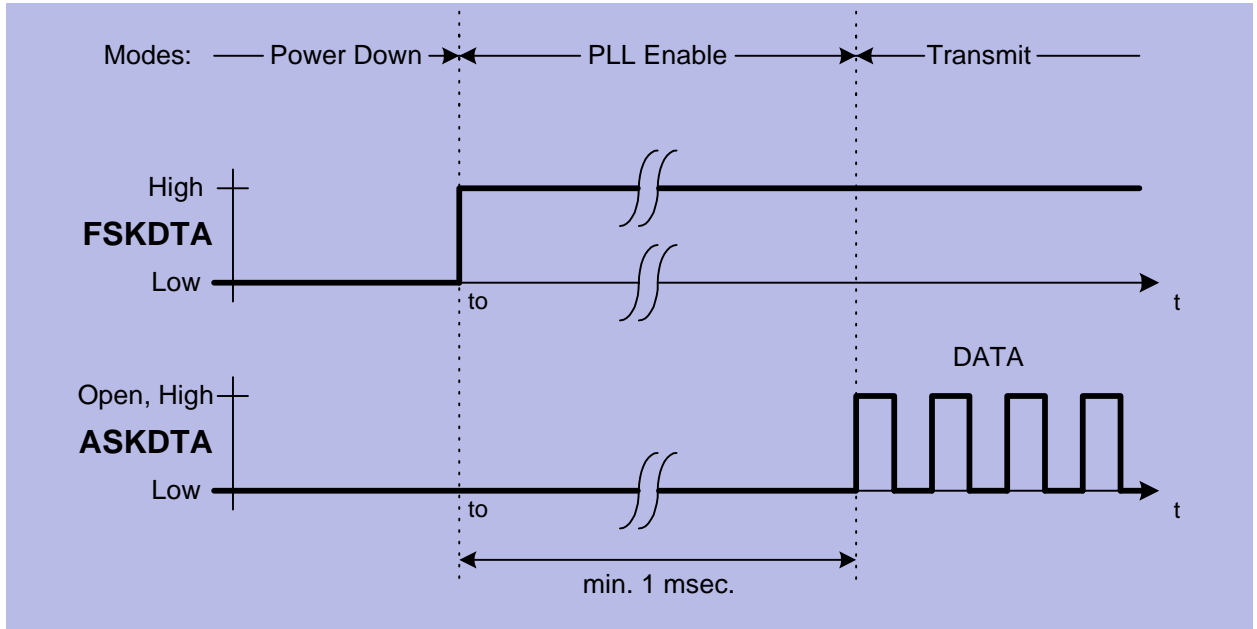 Modes: Power Down PLL Enable Transmit
High
FSKDTA
Low
to
t
DATA
Open, High
ASKDTA
Low
to
t
min. 1 msec.